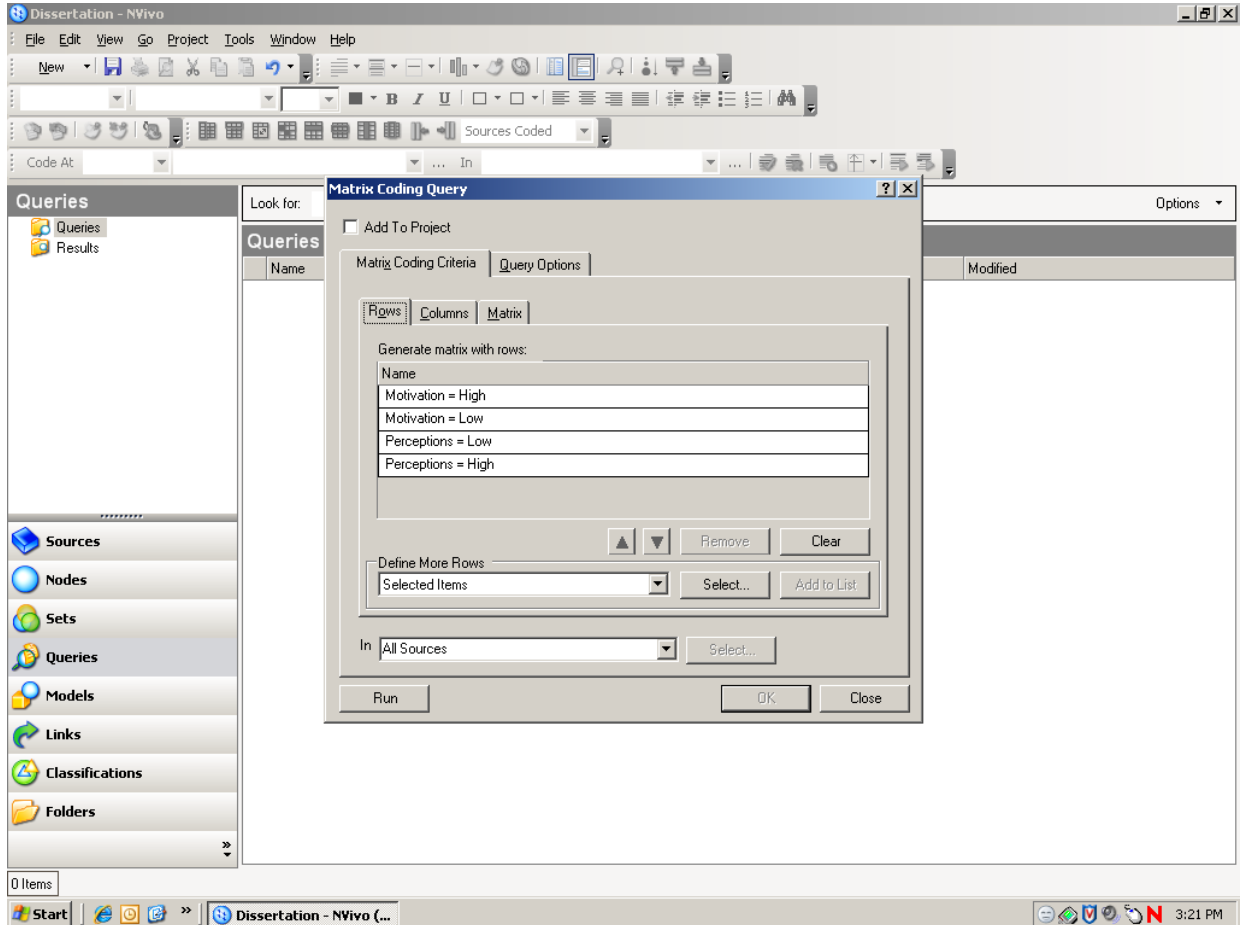 Dissertation - NVivo
File Edit View Go Project Tools Window Help
New
B I U
Sources Coded
Code At ... In ...
Queries
Queries
Results
Look for: Options
Queries
Name Modified
Matrix Coding Query
Add To Project
Matrix Coding Criteria Query Options
Rows Columns Matrix
Generate matrix with rows:
Name
Motivation = High
Motivation = Low
Perceptions = Low
Perceptions = High
Remove Clear
Define More Rows
Selected Items Select... Add to List
In All Sources Select...
Run OK Close
Sources
Nodes
Sets
Queries
Models
Links
Classifications
Folders
»
0 Items
Start » Dissertation - NVivo (... N 3:21 PM